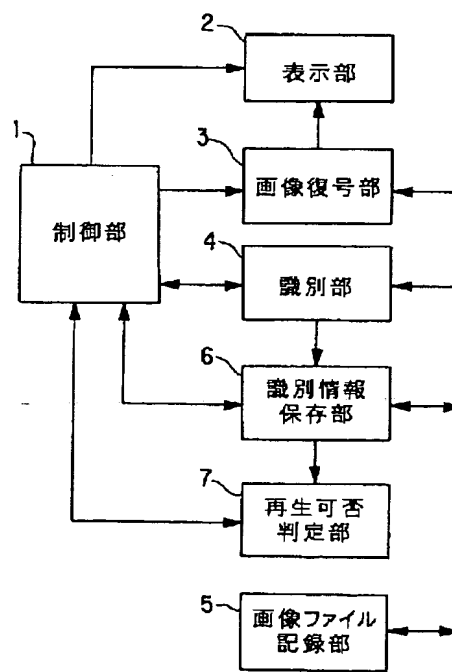 2
表示部
1
制御部
3
画像復号部
4
識別部
6
識別情報
保存部
7
再生可否
判定部
5
画像ファイル
記録部